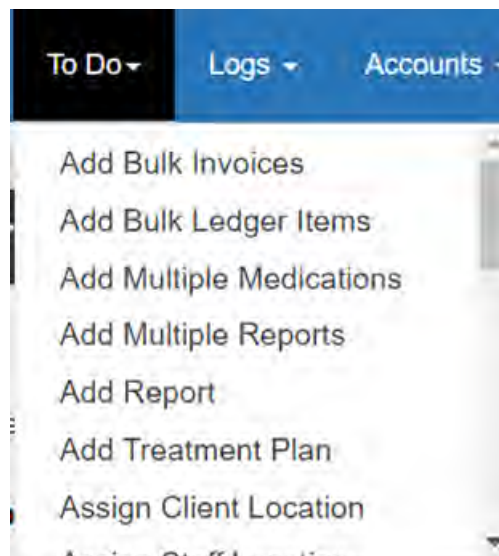 To Do Logs Accounts
Add Bulk Invoices
Add Bulk Ledger Items
Add Multiple Medications
Add Multiple Reports
Add Report
Add Treatment Plan
Assign Client Location